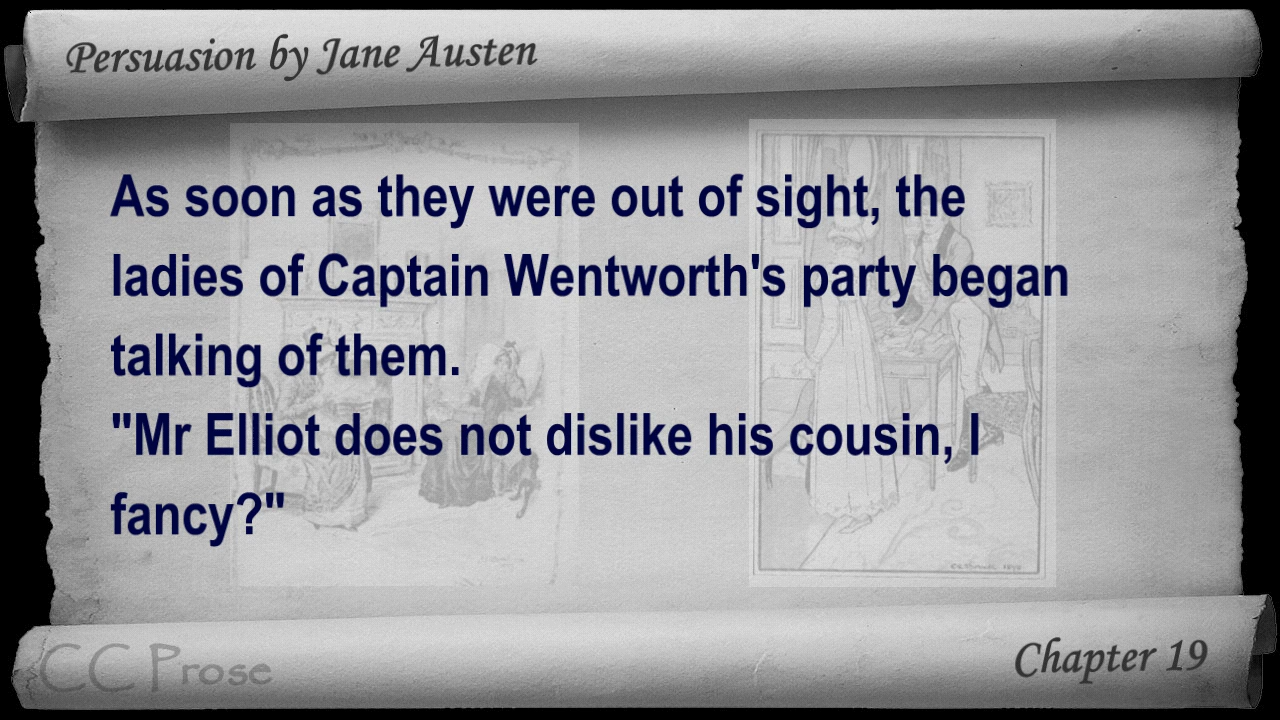 Persuasion by Jane Austen
As soon as they were out of sight, the
ladies of Captain Wentworth's party began
talking of them.
"Mr Elliot does not dislike his cousin, I
fancy?"
CC Prose
Chapter 19